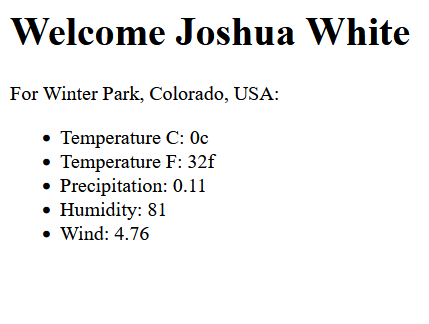 Welcome Joshua White
For Winter Park, Colorado, USA:
• Temperature C: 0c
• Temperature F: 32f
• Precipitation: 0.11
• Humidity: 81
• Wind: 4.76